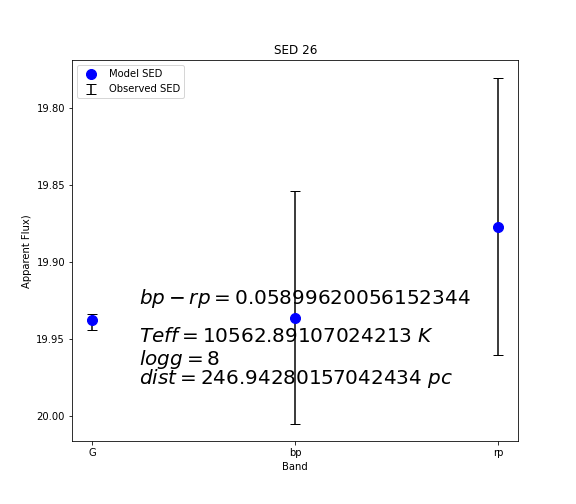 SED 26
Model SED
Observed SED
19.80
19.85
19.90
19.95
20.00
Apparent Flux)
bp − rp = 0.05899620056152344
Teff = 10562.89107024213 K
logg = 8
dist = 246.94280157042434 pc
G
bp
rp
Band